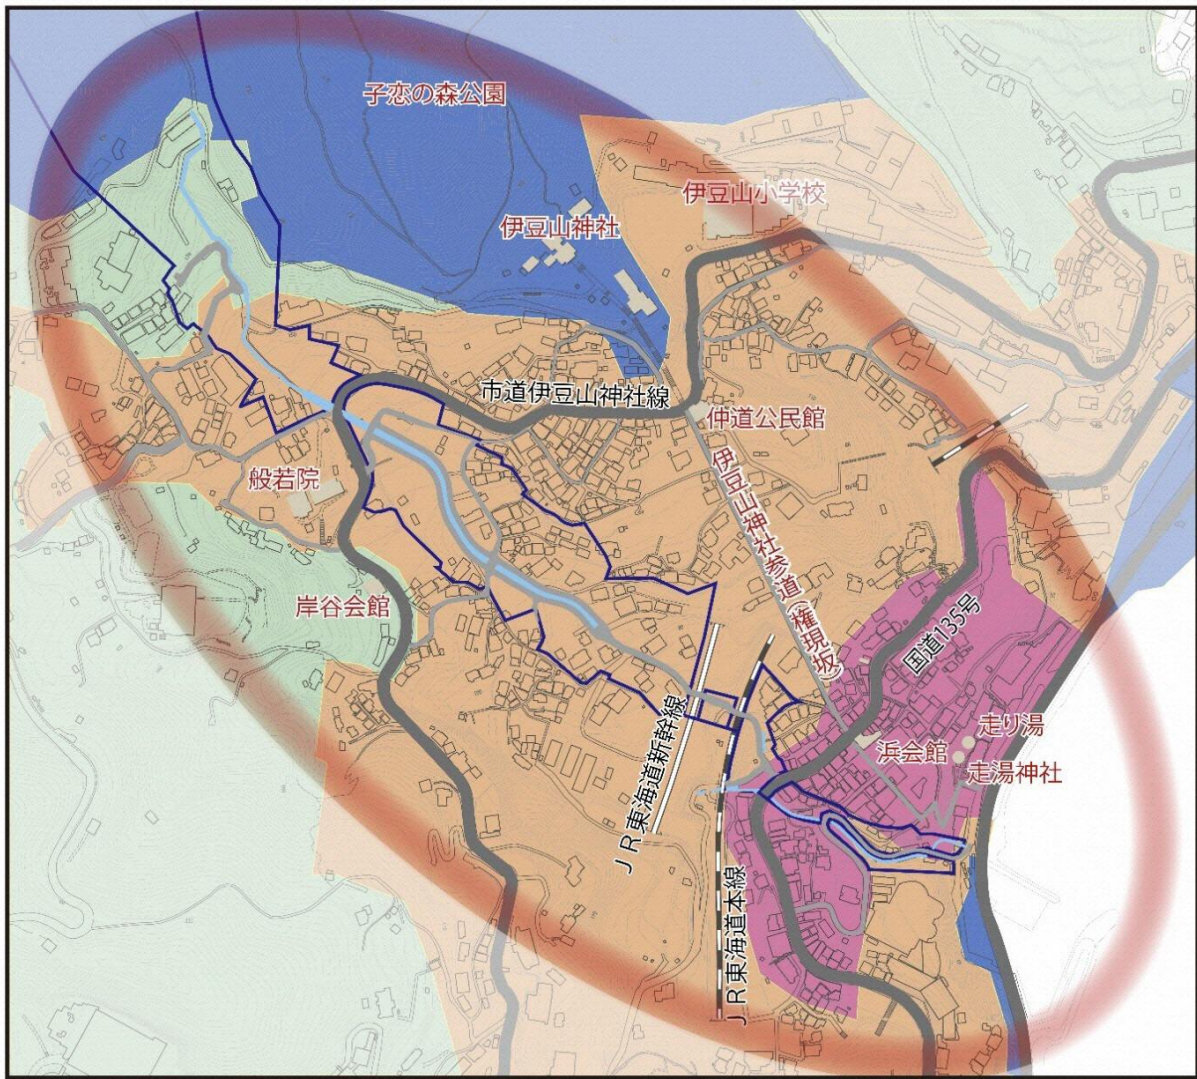 子恋の森公園
伊豆山小学校
伊豆山神社
市道伊豆山神社線
仲道公民館
般若院
伊豆山神社参道(権現坂)
岸谷会館
国道135号
走り湯
浜会館
走湯神社
JR東海道新幹線
JR東海道本線